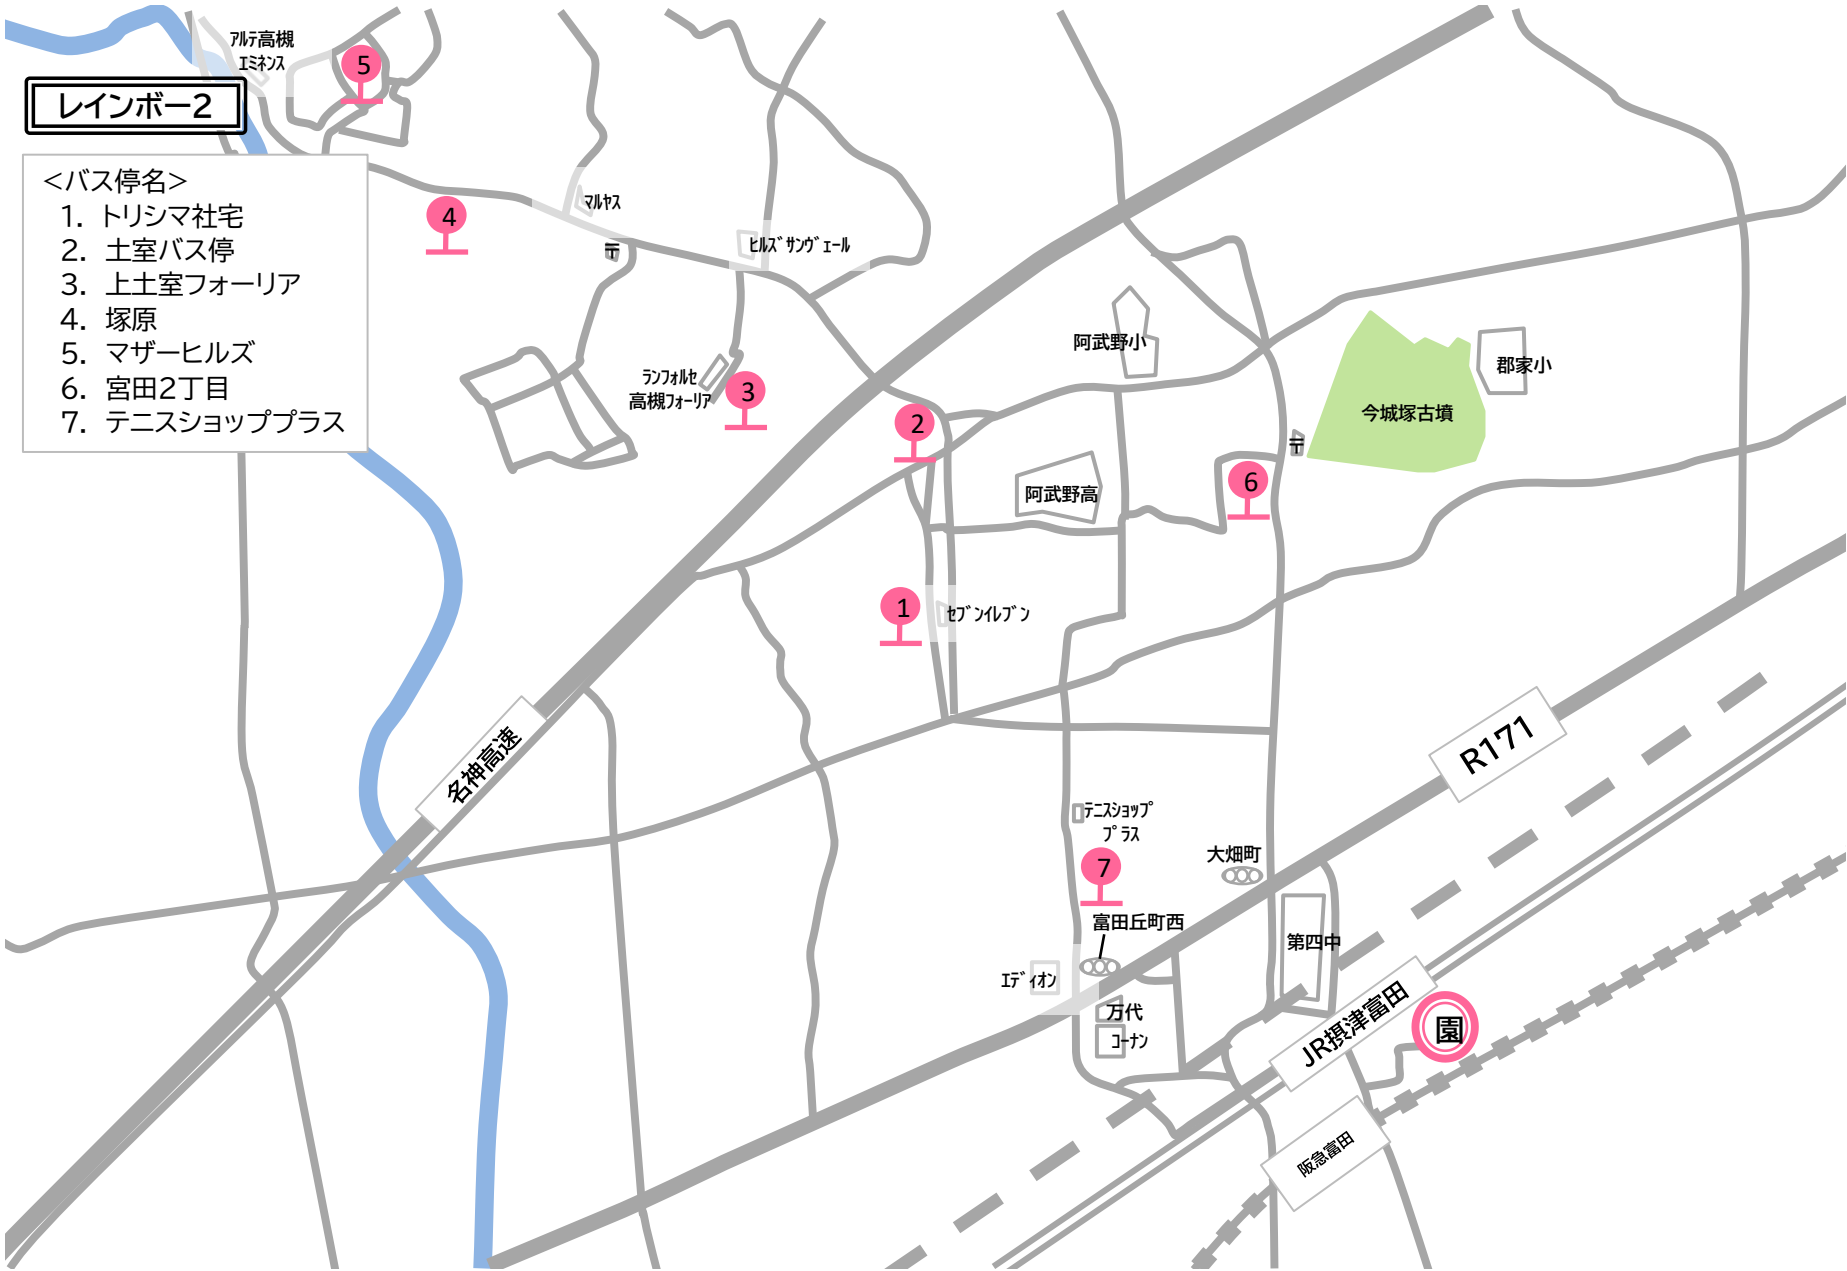 アルテ高槻
エミネンス
5
レインボー2
<バス停名>
1. トリシマ社宅
2. 土室バス停
3. 上土室フォーリア
4. 塚原
5. マザーヒルズ
6. 宮田2丁目
7. テニスショッププラス
4
マルヤス
〒
ヒルズサンヴェール
阿武野小
郡家小
ランフォルセ
高槻フォーリア
3
2
今城塚古墳
〒
阿武野高
6
1
セブンイレブン
名神高速
R171
テニスショップ
プラス
大畑町
7
富田丘町西
第四中
エディオン
万代
コーナン
JR摂津富田
園
阪急富田